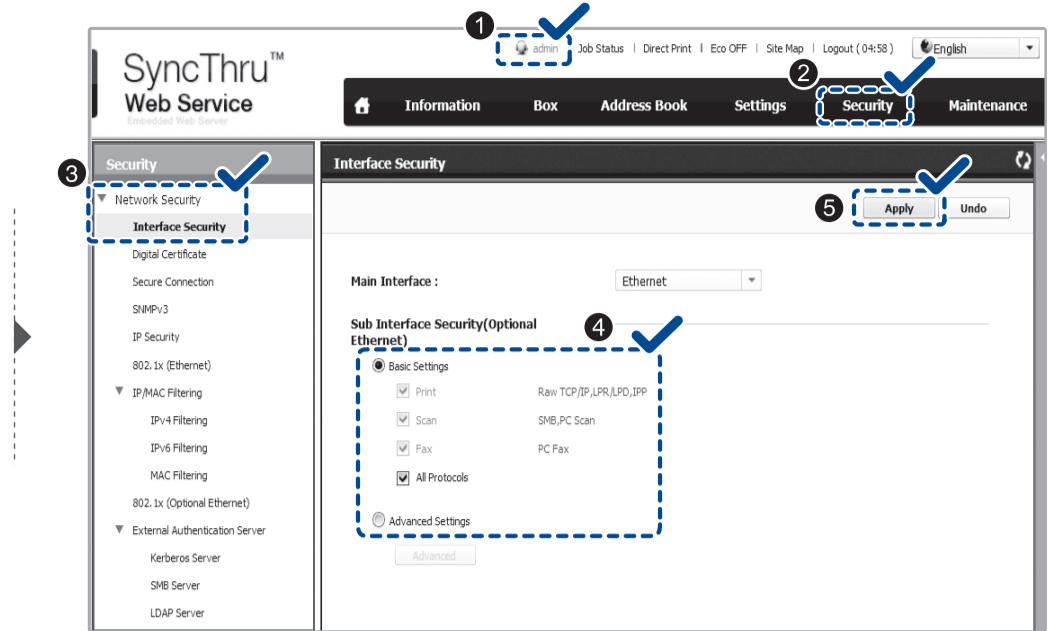 1
admin Job Status | Direct Print | Eco OFF | Site Map | Logout ( 04:58 ) English
SyncThru™
Web Service
Embedded Web Server
2
Information Box Address Book Settings Security Maintenance
3
Security
Interface Security
Network Security
Interface Security
Digital Certificate
Secure Connection
SNMPv3
IP Security
802.1x (Ethernet)
IP/MAC Filtering
IPv4 Filtering
IPv6 Filtering
MAC Filtering
802.1x (Optional Ethernet)
External Authentication Server
Kerberos Server
SMB Server
LDAP Server
5
Apply Undo
Main Interface : Ethernet
Sub Interface Security(Optional
Ethernet)
4
Basic Settings
Print Raw TCP/IP,LPR/LPD,IPP
Scan SMB,PC Scan
Fax PC Fax
All Protocols
Advanced Settings
Advanced